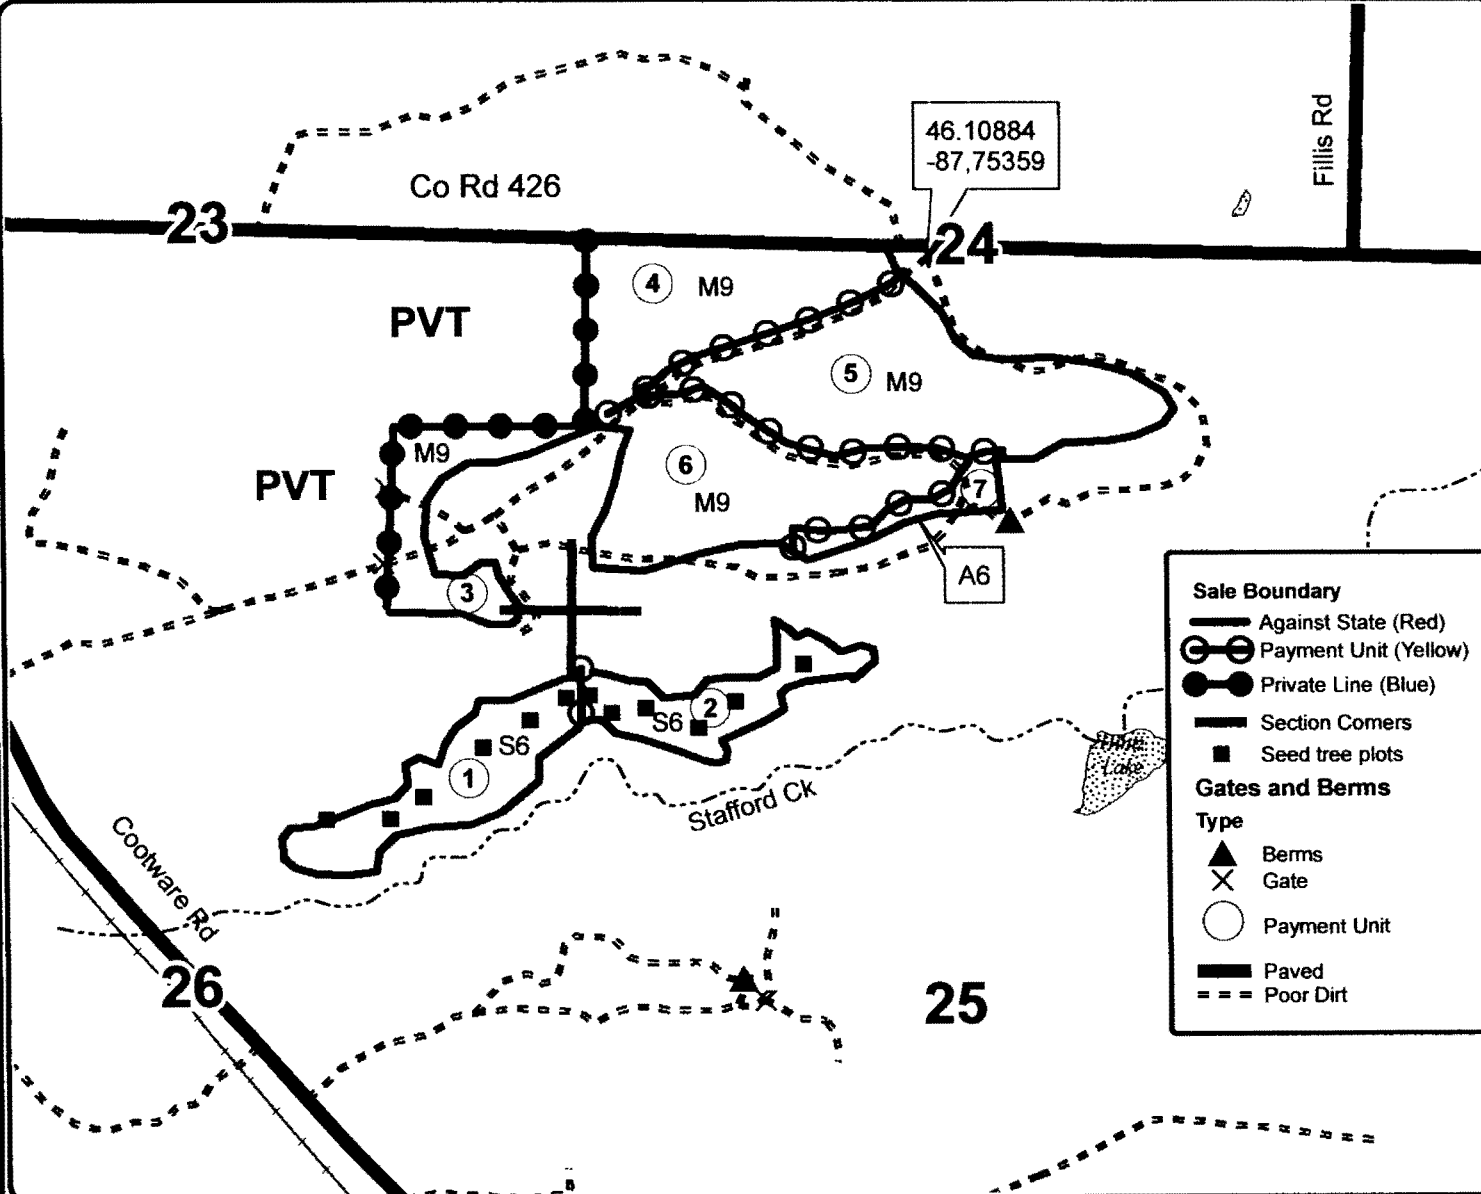 46.10884
-87,75359
Fillis Rd
Co Rd 426
23
24
4
M9
PVT
5
M9
M9
6
PVT
M9
7
A6
3
2
S6
S6
1
Stafford Ck
Lake
Cootware Rd
26
25
Sale Boundary
Against State (Red)
Payment Unit (Yellow)
Private Line (Blue)
Section Corners
Seed tree plots
Gates and Berms
Type
Berms
Gate
Payment Unit
Paved
Poor Dirt